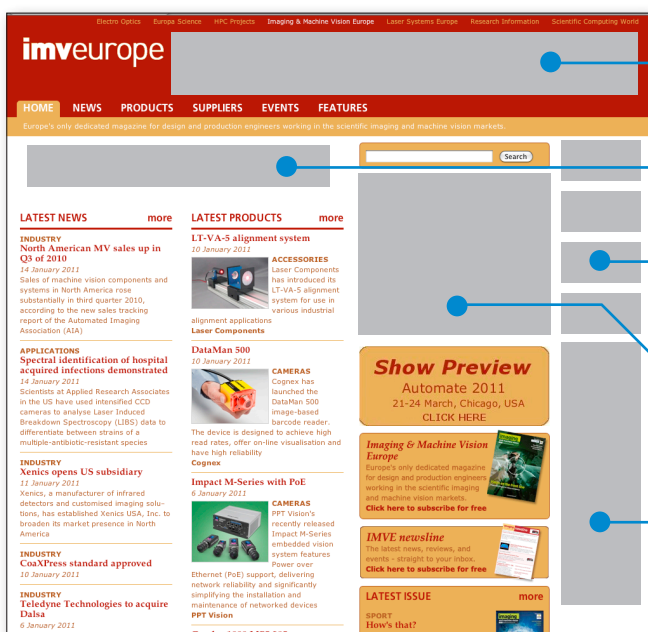 Electro Optics Europa Science HPC Projects Imaging & Machine Vision Europe Laser Systems Europe Research Information Scientific Computing World
imveurope
HOME NEWS PRODUCTS SUPPLIERS EVENTS FEATURES
Europe's only dedicated magazine for design and production engineers working in the scientific imaging and machine vision markets.
Search
LATEST NEWS more
INDUSTRY
North American MV sales up in
Q3 of 2010
14 January 2011
Sales of machine vision components and
systems in North America rose
substantially in third quarter 2010,
according to the new sales tracking
report of the Automated Imaging
Association (AIA)
APPLICATIONS
Spectral identification of hospital
acquired infections demonstrated
14 January 2011
Scientists at Applied Research Associates
in the US have used intensified CCD
cameras to analyse Laser Induced
Breakdown Spectroscopy (LIBS) data to
differentiate between strains of a
multiple-antibiotic-resistant species
INDUSTRY
Xenics opens US subsidiary
11 January 2011
Xenics, a manufacturer of infrared
detectors and customised imaging solu-
tions, has established Xenics USA, Inc. to
broaden its market presence in North
America
INDUSTRY
CoaXPress standard approved
10 January 2011
INDUSTRY
Teledyne Technologies to acquire
Dalsa
6 January 2011
LATEST PRODUCTS more
LT-VA-5 alignment system
10 January 2011
ACCESSORIES
Laser Components
has introduced its
LT-VA-5 alignment
system for use in
various industrial
alignment applications
Laser Components
DataMan 500
10 January 2011
CAMERAS
Cognex has
launched the
DataMan 500
image-based
barcode reader.
The device is designed to achieve high
read rates, offer on-line visualisation and
have high reliability
Cognex
Impact M-Series with PoE
6 January 2011
CAMERAS
PPT Vision's
recently released
Impact M-Series
embedded vision
system features
Power over
Ethernet (PoE) support, delivering
network reliability and significantly
simplifying the installation and
maintenance of networked devices
PPT Vision
Show Preview
Automate 2011
21-24 March, Chicago, USA
CLICK HERE
Imaging & Machine Vision
Europe
Europe's only dedicated magazine
for design and production engineers
working in the scientific imaging
and machine vision markets.
Click here to subscribe for free
IMVE newsline
The latest news, reviews, and
events - straight to your inbox.
Click here to subscribe for free
LATEST ISSUE more
SPORT
How's that?